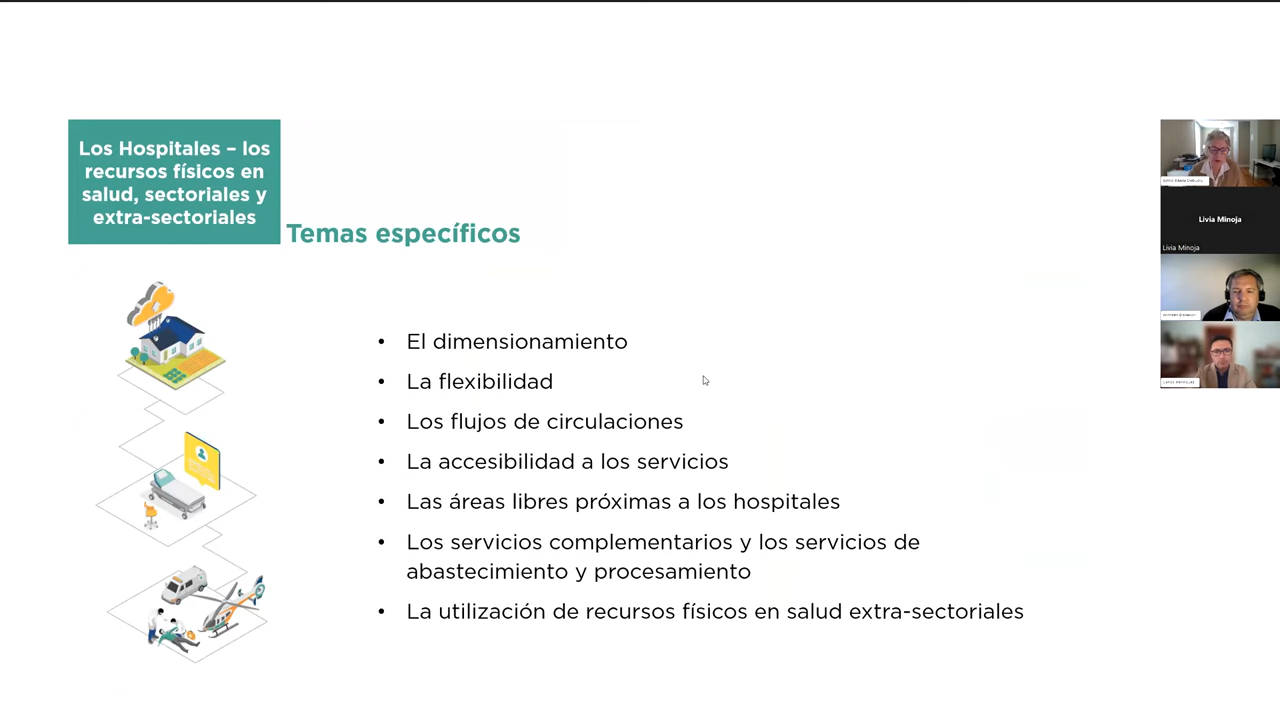 Los Hospitales – los
recursos físicos en
salud, sectoriales y
extra-sectoriales
Temas específicos
• El dimensionamiento
• La flexibilidad
• Los flujos de circulaciones
• La accesibilidad a los servicios
• Las áreas libres próximas a los hospitales
• Los servicios complementarios y los servicios de
abastecimiento y procesamiento
• La utilización de recursos físicos en salud extra-sectoriales
Livia Minoja
Livia Minoja